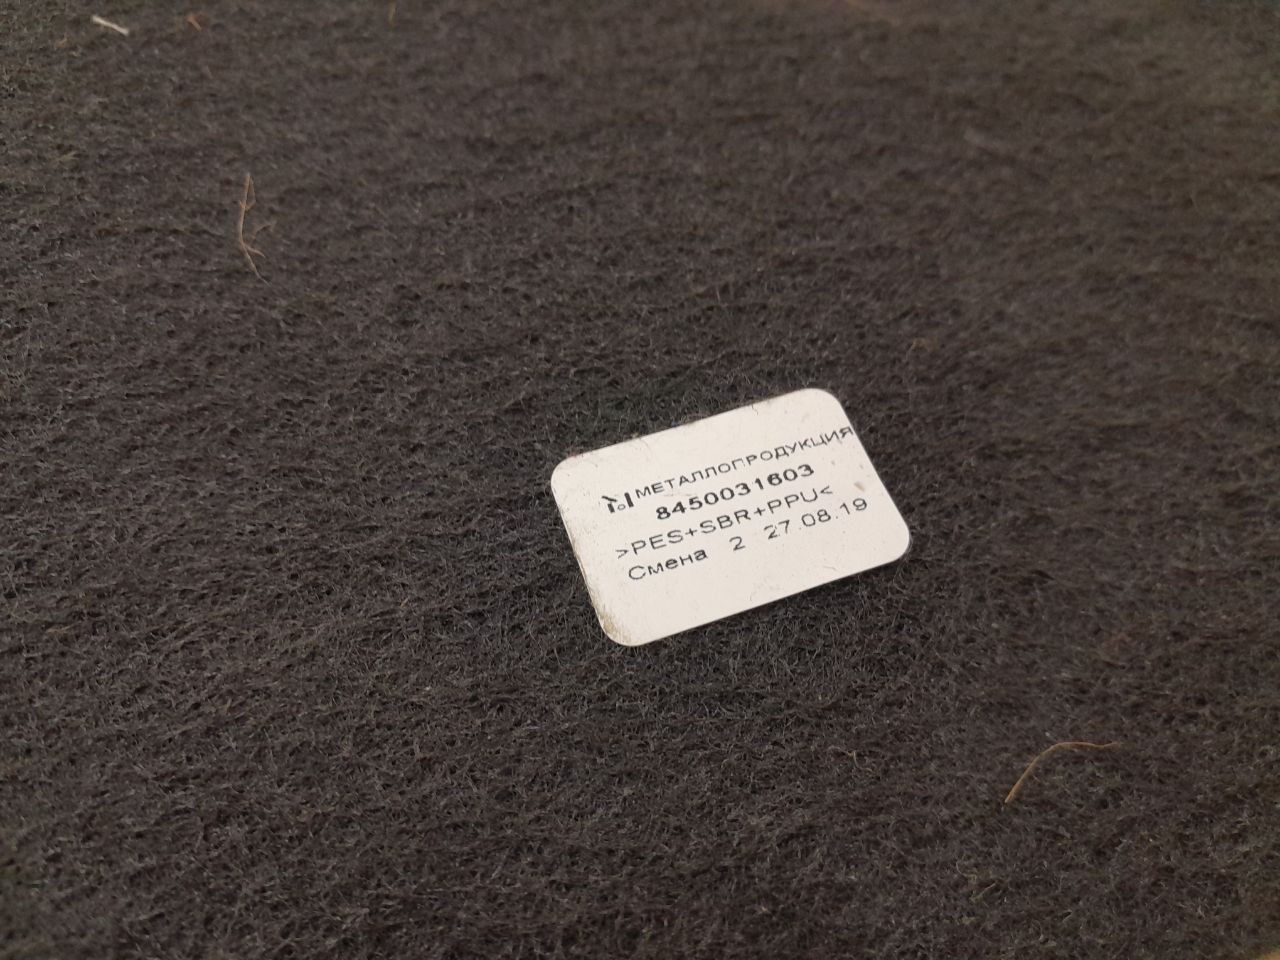 МЕТАЛЛОПРОДУКЦИЯ
8450031603
>PES+SBR+PPU<
Смена 2 27.08.19